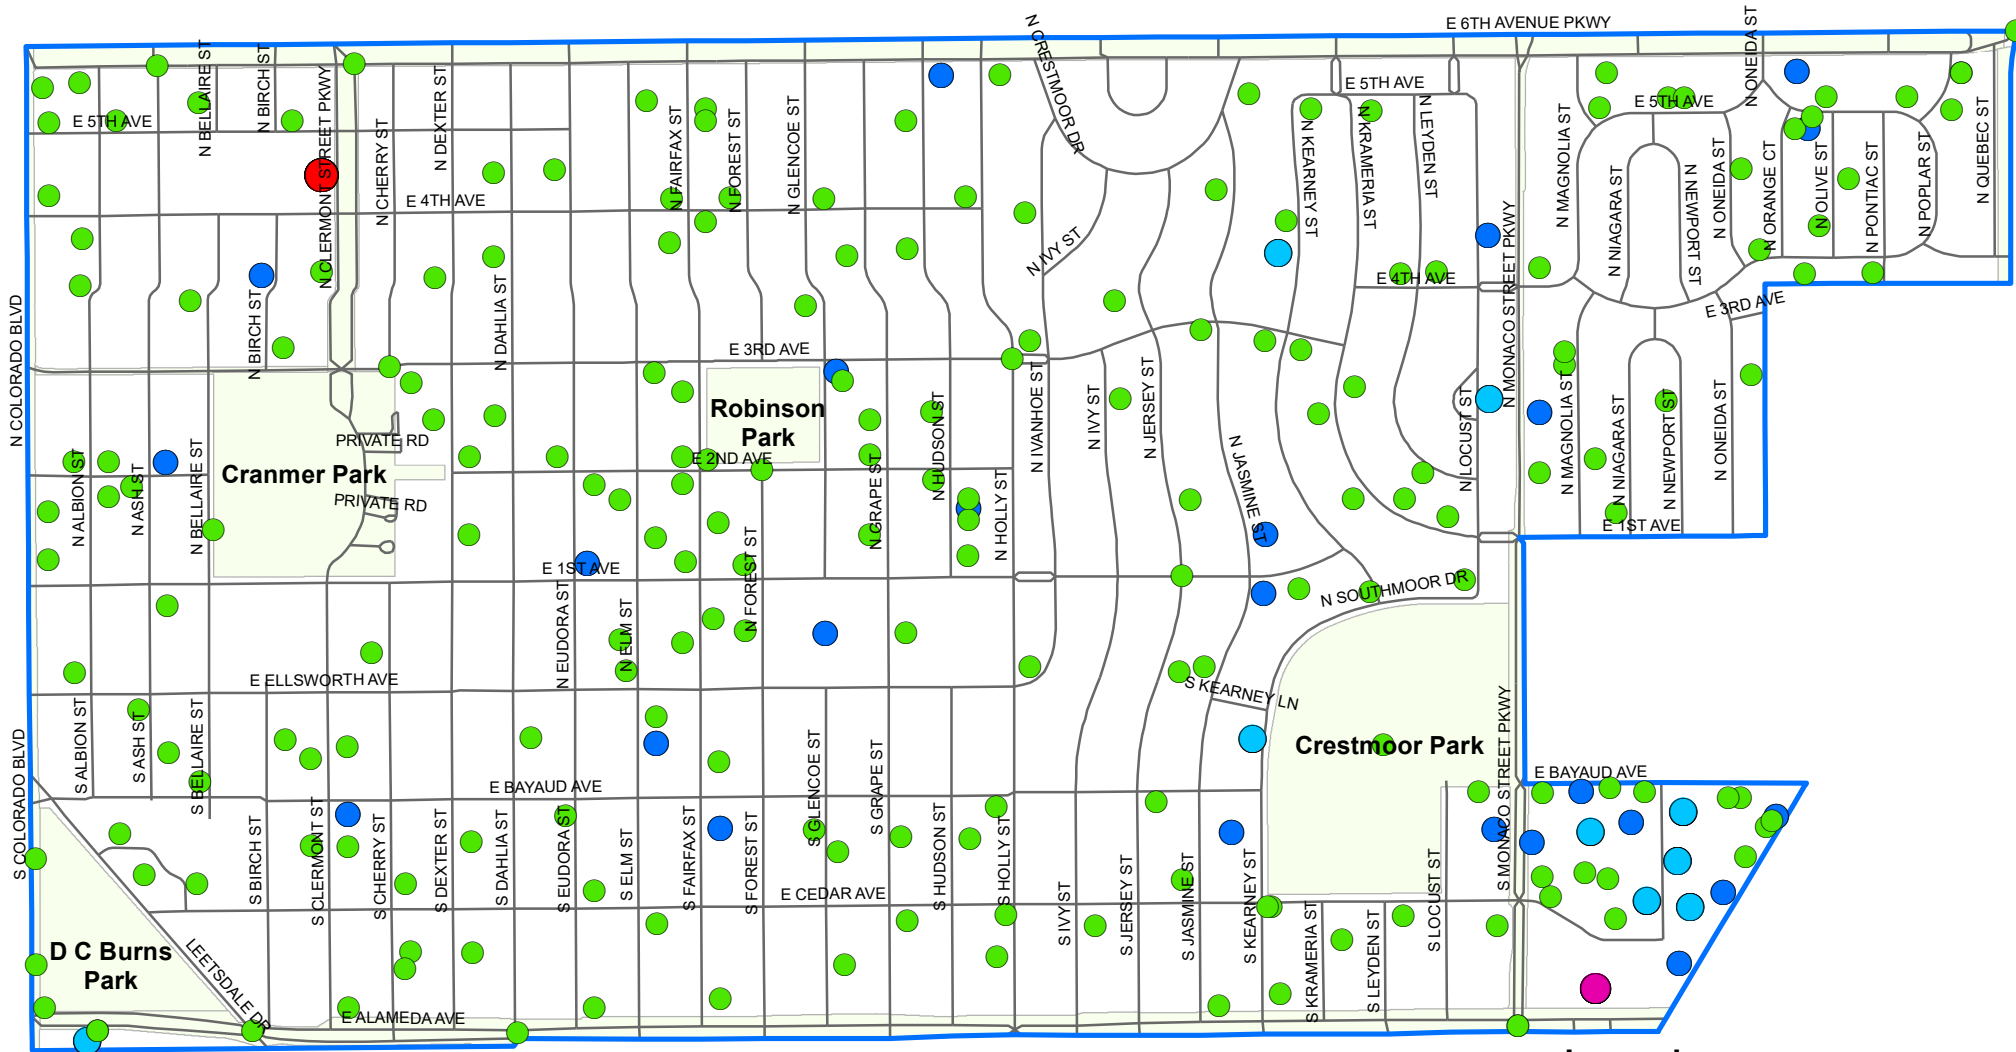 E 6TH AVENUE PKWY
N CRESTMOOR DR
N ONEIDA ST
N BELLAIRE ST
N BIRCH ST
N CLERMONT STREET PKWY
N DEXTER ST
E 5TH AVE
E 5TH AVE
E 5TH AVE
N CHERRY ST
N FAIRFAX ST
N FOREST ST
N GLENCOE ST
N KEARNEY ST
N KRAMERIA ST
N LEYDEN ST
N MAGNOLIA ST
N NIAGARA ST
N NEWPORT ST
N ONEIDA ST
N ORANGE CT
N OLIVE ST
N PONTIAC ST
N POPLAR ST
N QUEBEC ST
E 4TH AVE
N IVY ST
E 4TH AVE
N MONACO STREET PKWY
E 3RD AVE
N COLORADO BLVD
N BIRCH ST
N DAHLIA ST
E 3RD AVE
Robinson
Park
N HUDSON ST
N IVANHOE ST
N IVY ST
N JERSEY ST
N JASMINE ST
N LOCUST ST
N MAGNOLIA ST
N NIAGARA ST
N NEWPORT ST
N ONEIDA ST
PRIVATE RD
Cranmer Park
PRIVATE RD
E 2ND AVE
N ALBION ST
N ASH ST
N BELLAIRE ST
N GRAPE ST
N HOLLY ST
E 1ST AVE
E 1ST AVE
N EUDORA ST
N ELM ST
N FOREST ST
N SOUTHMOOR DR
E ELLSWORTH AVE
S KEARNEY LN
S COLORADO BLVD
S ALBION ST
S ASH ST
S BELLAIRE ST
Crestmoor Park
S MONACO STREET PKWY
E BAYAUD AVE
E BAYAUD AVE
S BIRCH ST
S CLERMONT ST
S CHERRY ST
S DEXTER ST
S DAHLIA ST
S EUDORA ST
S ELM ST
S FAIRFAX ST
S FOREST ST
S GLENCOE ST
S GRAPE ST
S HUDSON ST
S HOLLY ST
S IVY ST
S JERSEY ST
S JASMINE ST
S KEARNEY ST
S KRAMERIA ST
S LEYDEN ST
S LOCUST ST
E CEDAR AVE
D C Burns
Park
LEETSDALE DR
E ALAMEDA AVE